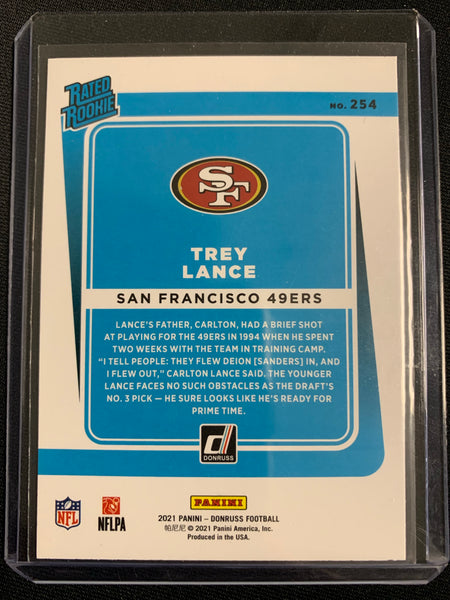 RATED
ROOKIE
NO. 254
SF
TREY
LANCE
SAN FRANCISCO 49ERS
LANCE'S FATHER, CARLTON, HAD A BRIEF SHOT
AT PLAYING FOR THE 49ERS IN 1994 WHEN HE SPENT
TWO WEEKS WITH THE TEAM IN TRAINING CAMP.
"I TELL PEOPLE: THEY FLEW DEION [SANDERS] IN, AND
I FLEW OUT," CARLTON LANCE SAID. THE YOUNGER
LANCE FACES NO SUCH OBSTACLES AS THE DRAFT'S
NO. 3 PICK — HE SURE LOOKS LIKE HE'S READY FOR
PRIME TIME.
DONRUSS
NFL
NFLPA
PANINI
2021 PANINI – DONRUSS FOOTBALL
帕尼尼 © 2021 Panini America, Inc.
Produced in the USA.